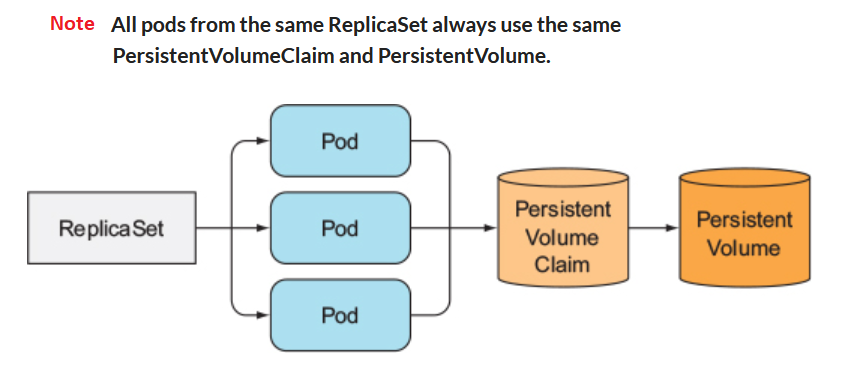 Note All pods from the same ReplicaSet always use the same
PersistentVolumeClaim and PersistentVolume.
ReplicaSet
Pod
Pod
Pod
Persistent
Volume
Claim
Persistent
Volume